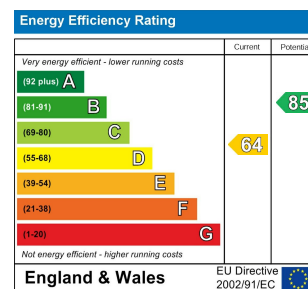 Energy Efficiency Rating
Current Potentia
Very energy efficient - lower running costs
(92 plus) A
(81-91) B
85
(69-80) C
64
(55-68) D
(39-54) E
(21-38) F
(1-20) G
Not energy efficient - higher running costs
England & Wales
EU Directive
2002/91/EC